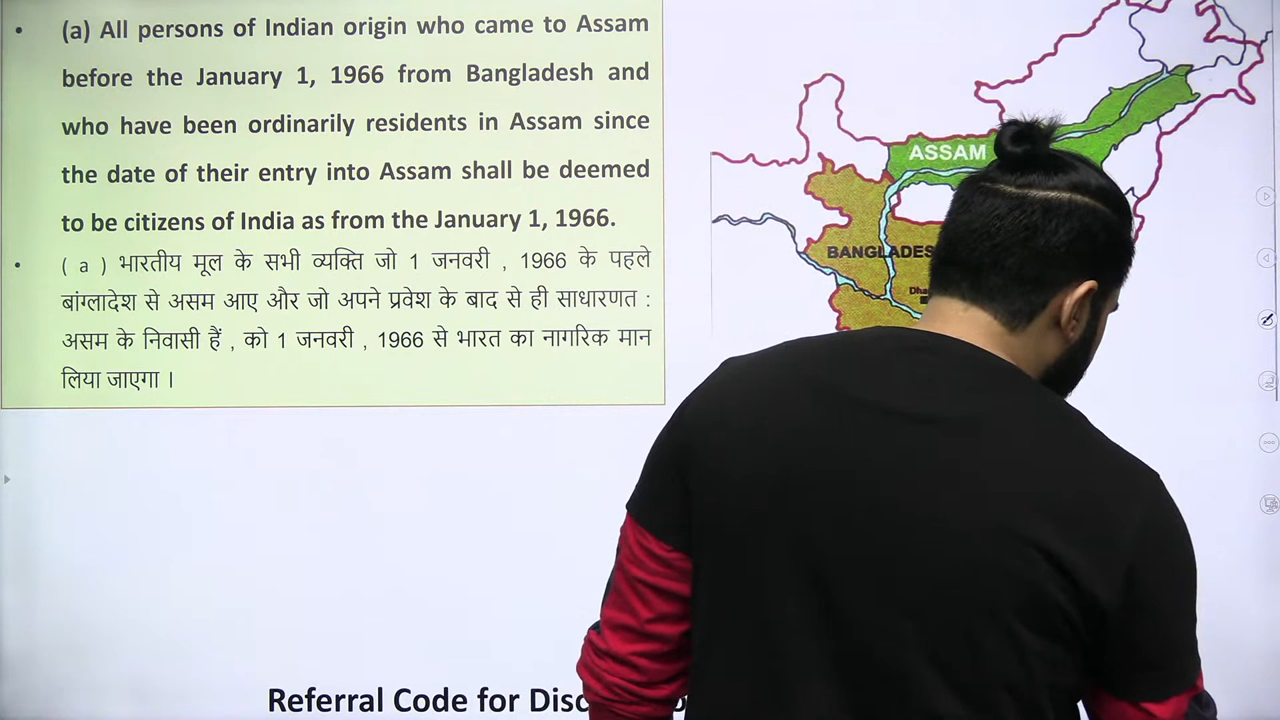 (a) All persons of Indian origin who came to Assam
before the January 1, 1966 from Bangladesh and
who have been ordinarily residents in Assam since
the date of their entry into Assam shall be deemed
to be citizens of India as from the January 1, 1966.
( a ) भारतीय मूल के सभी व्यक्ति जो 1 जनवरी , 1966 के पहले
बांग्लादेश से असम आए और जो अपने प्रवेश के बाद से ही साधारणत :
असम के निवासी हैं , को 1 जनवरी , 1966 से भारत का नागरिक मान
लिया जाएगा ।
ASSAM
BANGLADES
Referral Code for